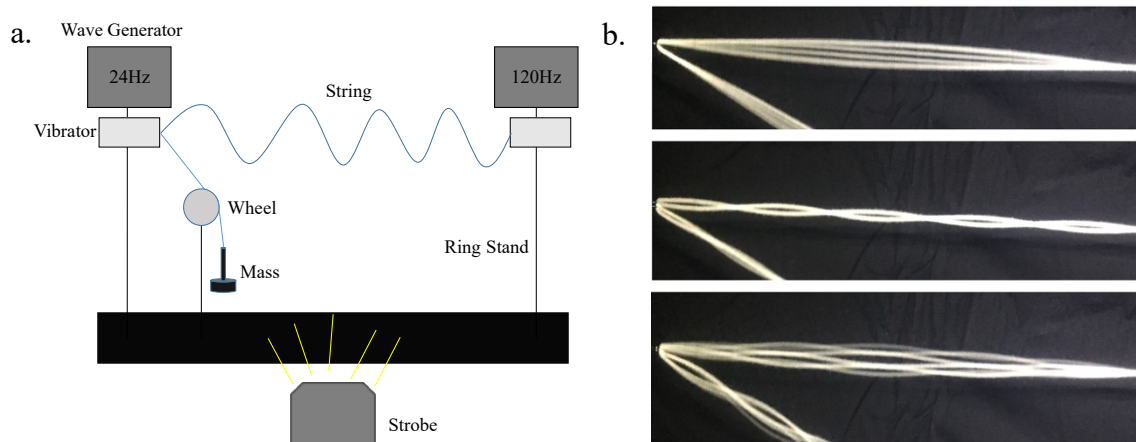 a.
Wave Generator
24Hz
120Hz
String
Vibrator
Wheel
Ring Stand
Mass
Strobe
b.